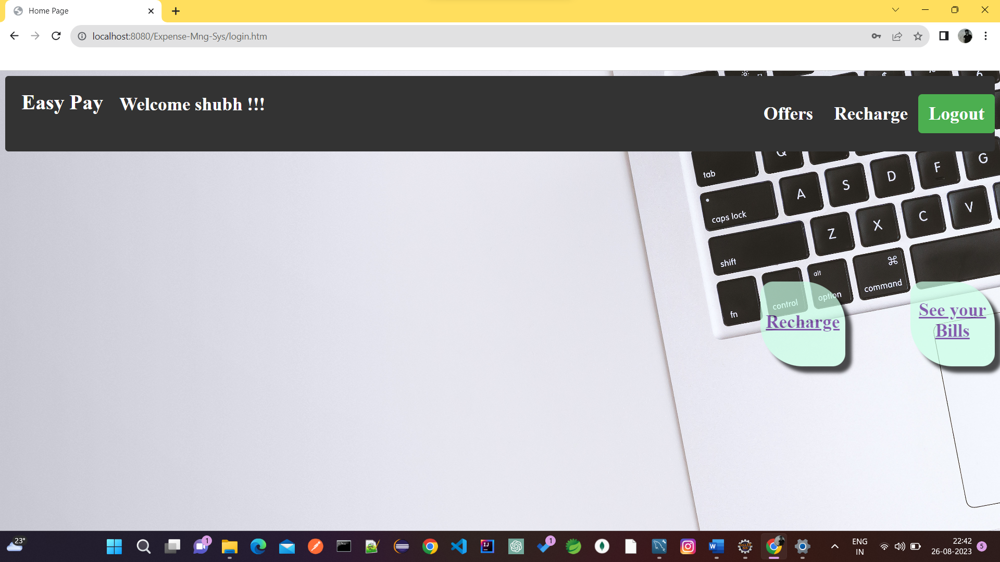 Home Page
localhost:8080/Expense-Mng-Sys/login.htm
Easy Pay Welcome shubh !!! Offers Recharge Logout
Q
G
tab
A S D F
caps lock
Z X C V
shift
⌘
alt
fn control option command
Recharge
See your
Bills
23°
1
1
IJ
W
ENG
IN
22:42
26-08-2023
5